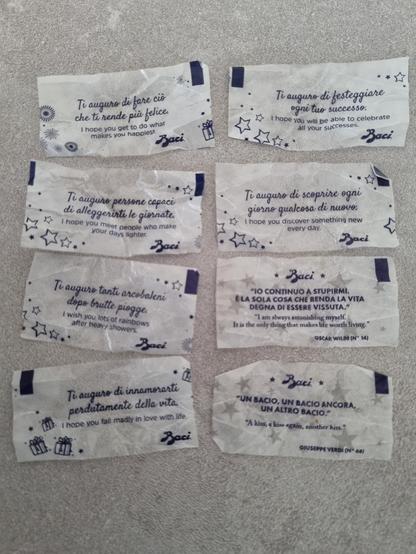 Ti auguro di fare ciò
che ti rende più felice.
I hope you get to do what
makes you happiest.
Baci
Ti auguro di festeggiare
ogni tuo successo.
I hope you will be able to celebrate
all your successes.
Baci
Ti auguro persone capaci
di alleggerirti le giornate.
I hope you meet people who make
your days lighter.
Baci
Ti auguro di scoprire ogni
giorno qualcosa di nuovo.
I hope you discover something new
every day.
Baci
Ti auguro tanti arcobaleni
dopo brutte piogge.
I wish you lots of rainbows
after heavy showers.
Baci
Baci
"IO CONTINUO A STUPIRMI.
È LA SOLA COSA CHE RENDA LA VITA
DEGNA DI ESSERE VISSUTA."
"I am always astonishing myself.
It is the only thing that makes life worth living."
OSCAR WILDE (N° 14)
Ti auguro di innamorarti
perdutamente della vita.
I hope you fall madly in love with life.
Baci
Baci
"UN BACIO, UN BACIO ANCORA,
UN ALTRO BACIO."
"A kiss, a kiss again, another kiss."
GIUSEPPE VERDI (N° 66)